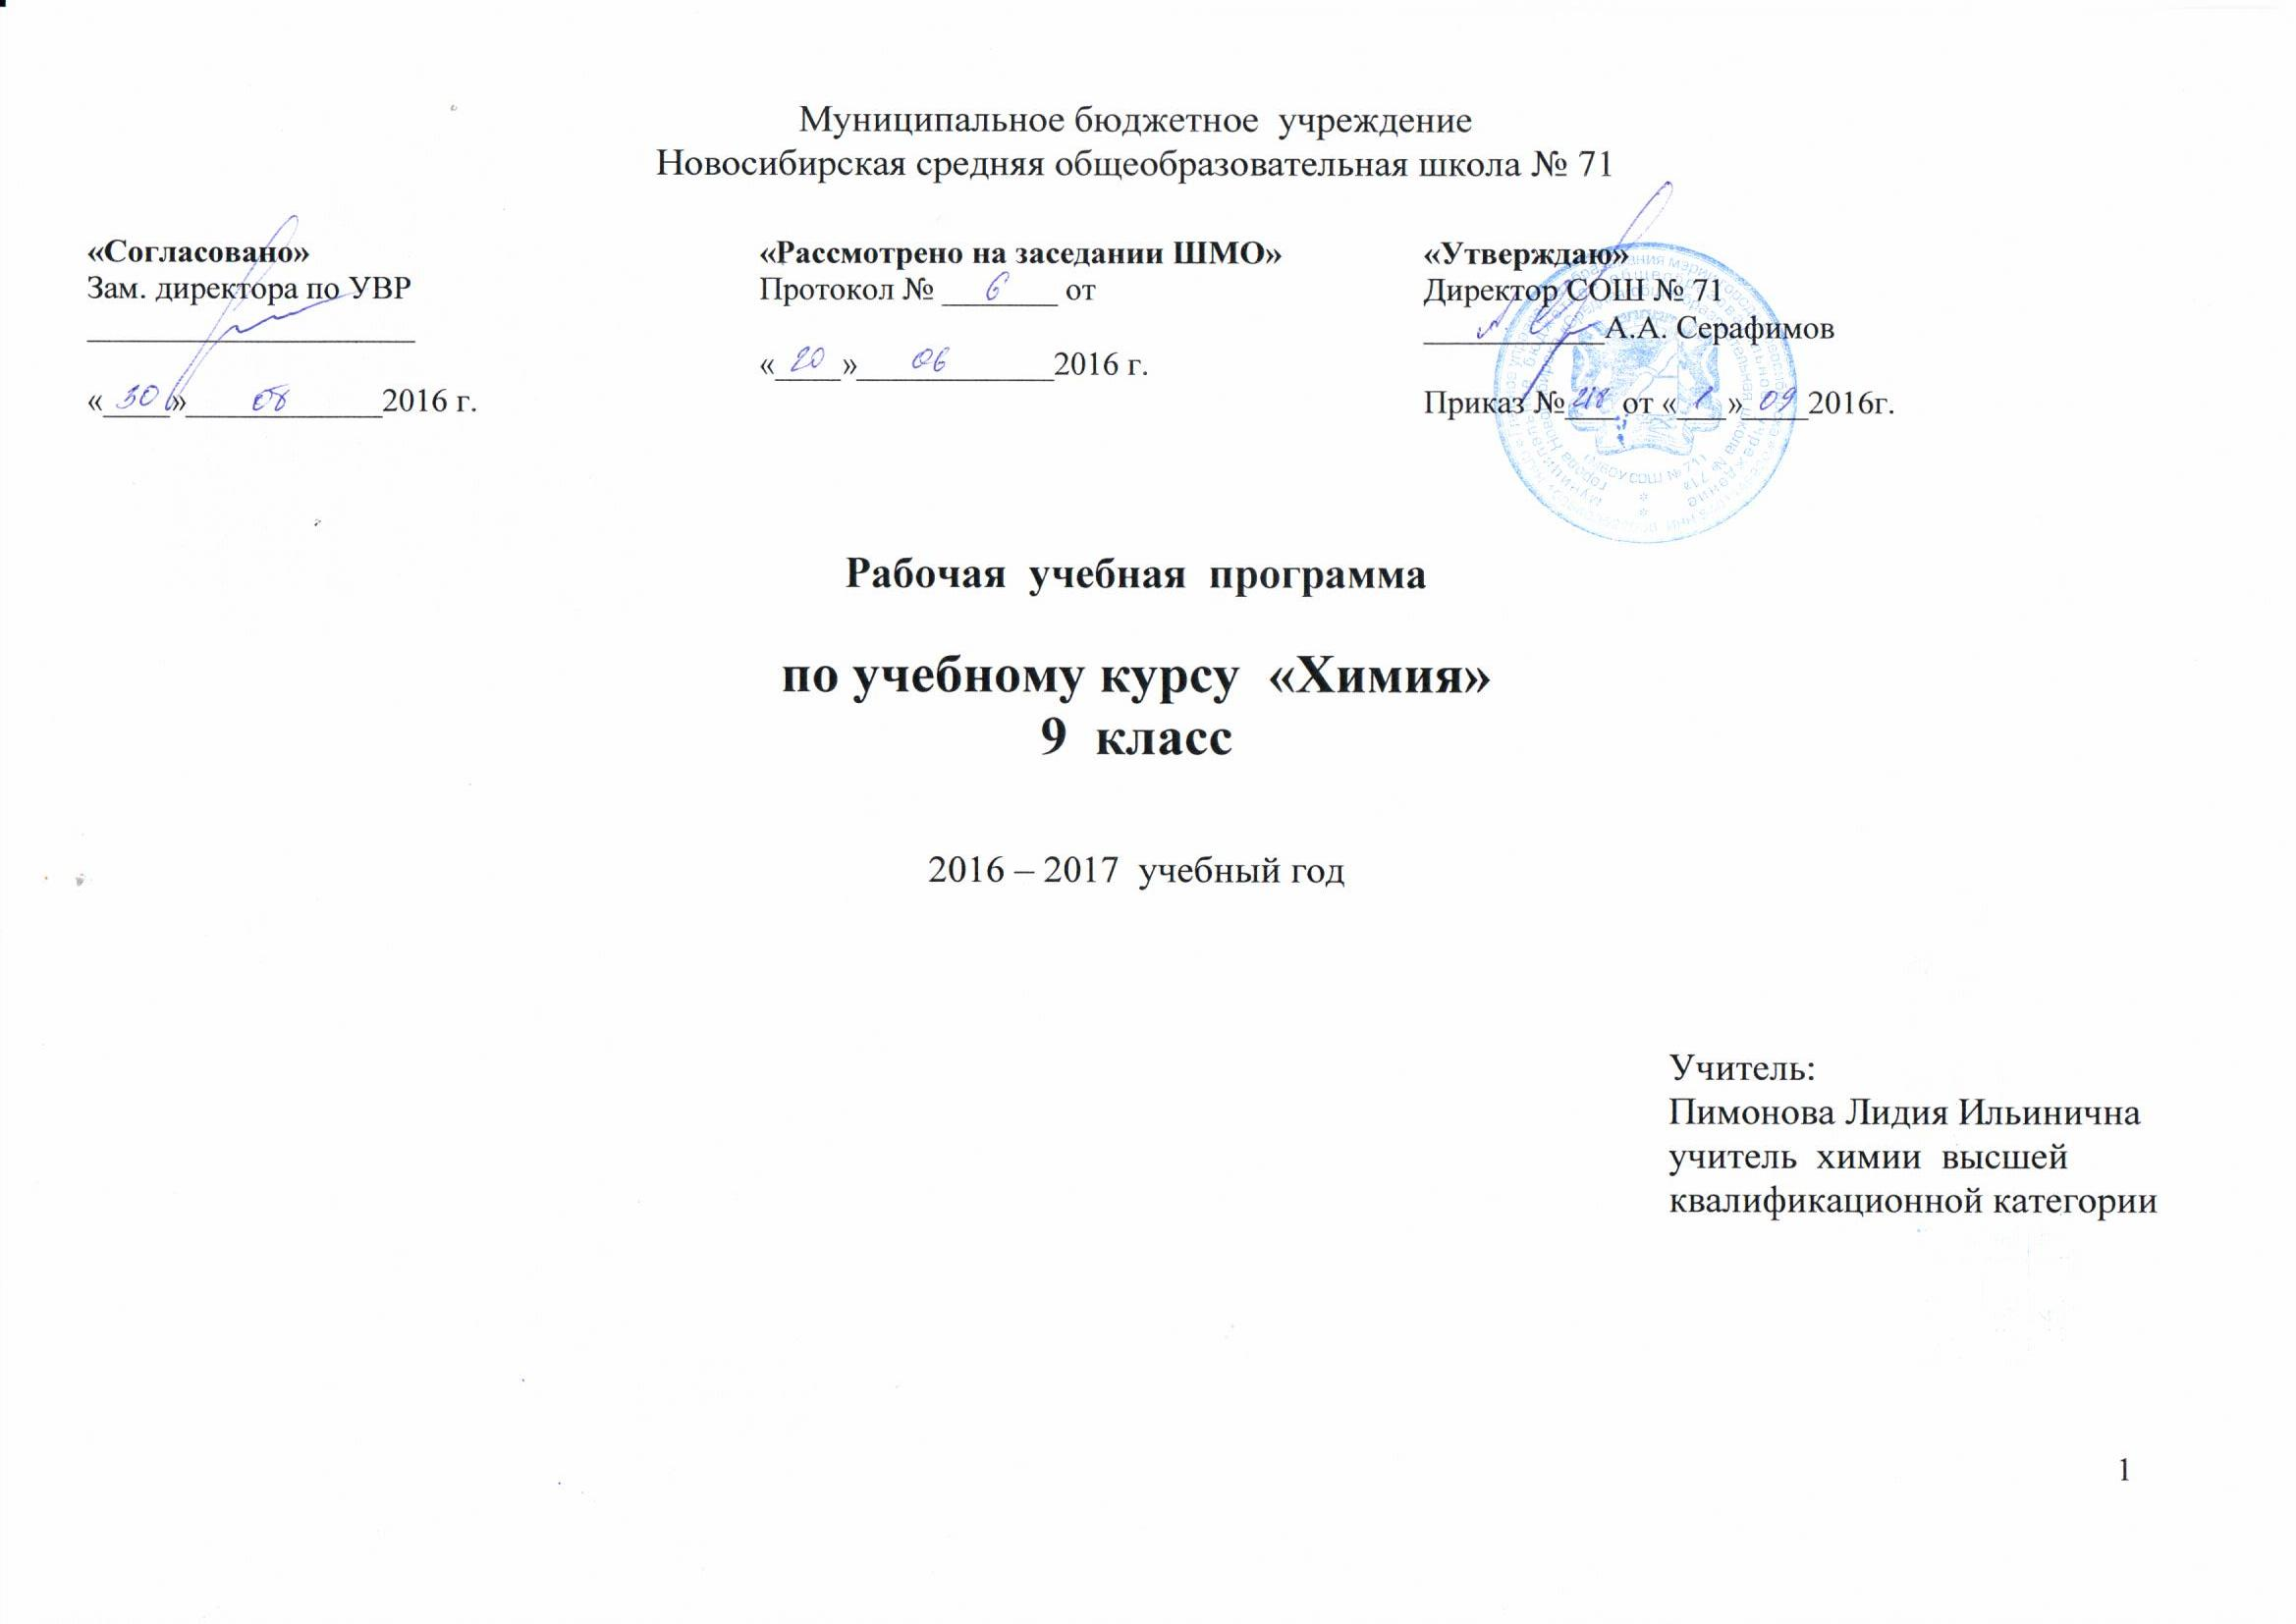 Муниципальное бюджетное учреждение
Новосибирская средняя общеобразовательная школа № 71
«Согласовано»
Зам. директора по УВР
«30» 08 2016 г.
«Рассмотрено на заседании ШМО»
Протокол № 6 от
«20» 06 2016 г.
«Утверждаю»
Директор СОШ № 71
А.А. Серафимов
Приказ № 218 от «1» 09 2016г.
Рабочая учебная программа
по учебному курсу «Химия»
9 класс
2016 – 2017 учебный год
Учитель:
Пимонова Лидия Ильинична
учитель химии высшей
квалификационной категории
1